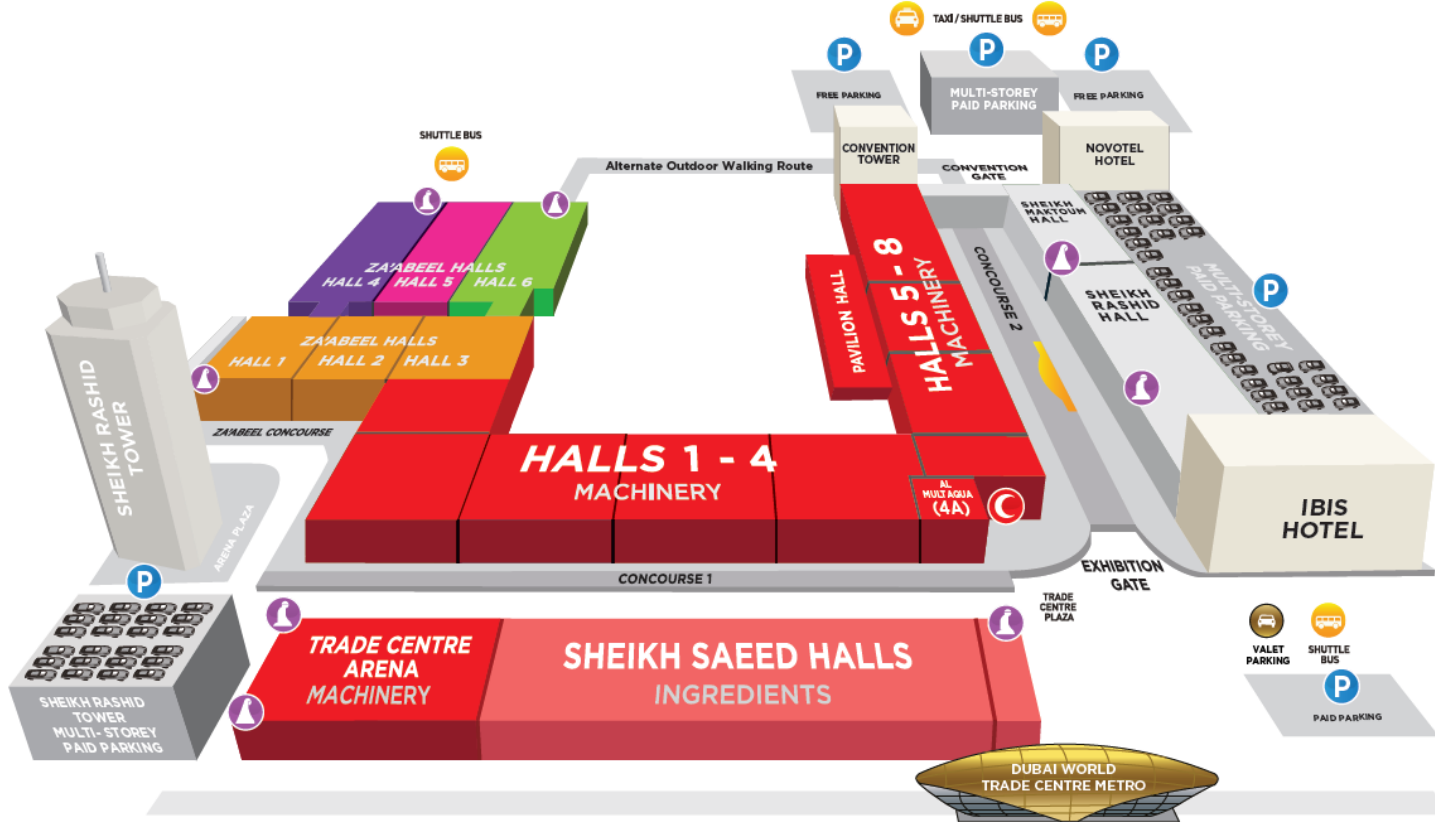 TAXI / SHUTTLE BUS
P
P
P
FREE PARKING
MULTI-STOREY
PAID PARKING
FREE PARKING
SHUTTLE BUS
CONVENTION
TOWER
NOVOTEL
HOTEL
Alternate Outdoor Walking Route
CONVENTION
GATE
SHEIKH
MAKTOUM
HALL
ZA'ABEEL HALLS
HALL 4
HALL 5
HALL 6
PAVILION HALL
HALLS 5 - 8
MACHINERY
CONCOURSE 2
SHEIKH
RASHID
HALL
MULTI-STOREY
PAID PARKING
P
ZA'ABEEL HALLS
HALL 1
HALL 2
HALL 3
SHEIKH RASHID
TOWER
ZA'ABEEL CONCOURSE
HALLS 1 - 4
MACHINERY
AL
MULTAQUA
(4A)
IBIS
HOTEL
ARENA PLAZA
P
CONCOURSE 1
EXHIBITION
GATE
TRADE
CENTRE
PLAZA
TRADE CENTRE
ARENA
MACHINERY
SHEIKH SAEED HALLS
INGREDIENTS
VALET
PARKING
SHUTTLE
BUS
P
PAID PARKING
SHEIKH RASHID
TOWER
MULTI- STOREY
PAID PARKING
DUBAI WORLD
TRADE CENTRE METRO